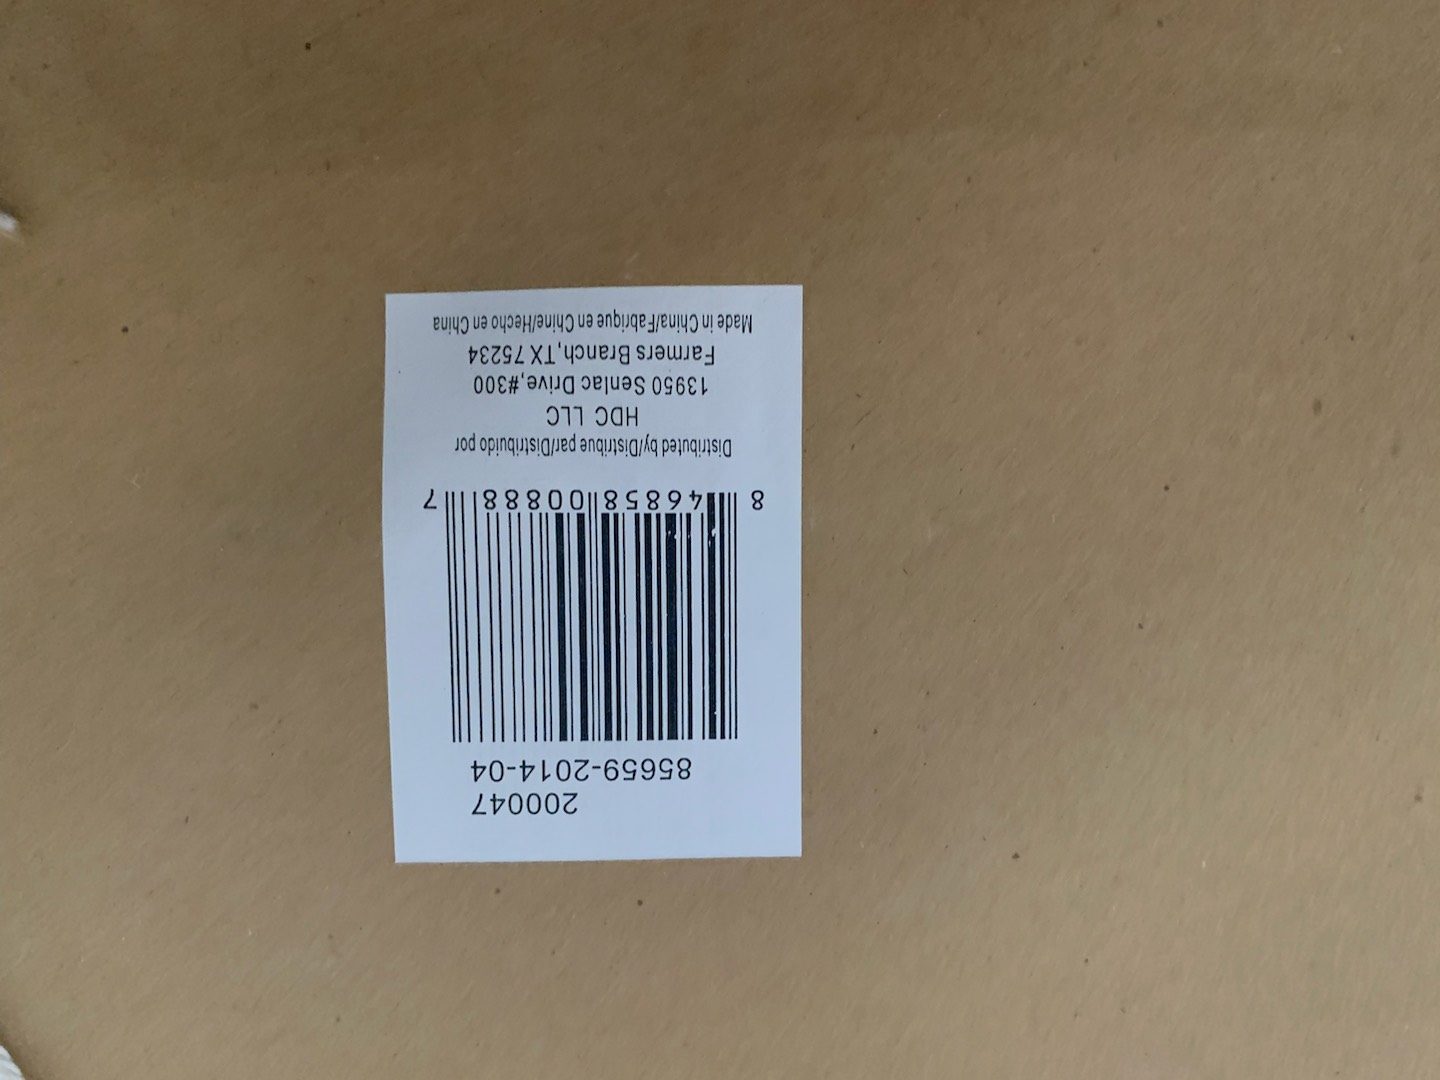 200047
85659-2014-04
8 46858 00888 7
Distributed by/Distribue par/Distribuido por
HDC LLC
13950 Senlac Drive,#300
Farmers Branch,TX 75234
Made in China/Fabrique en Chine/Hecho en China